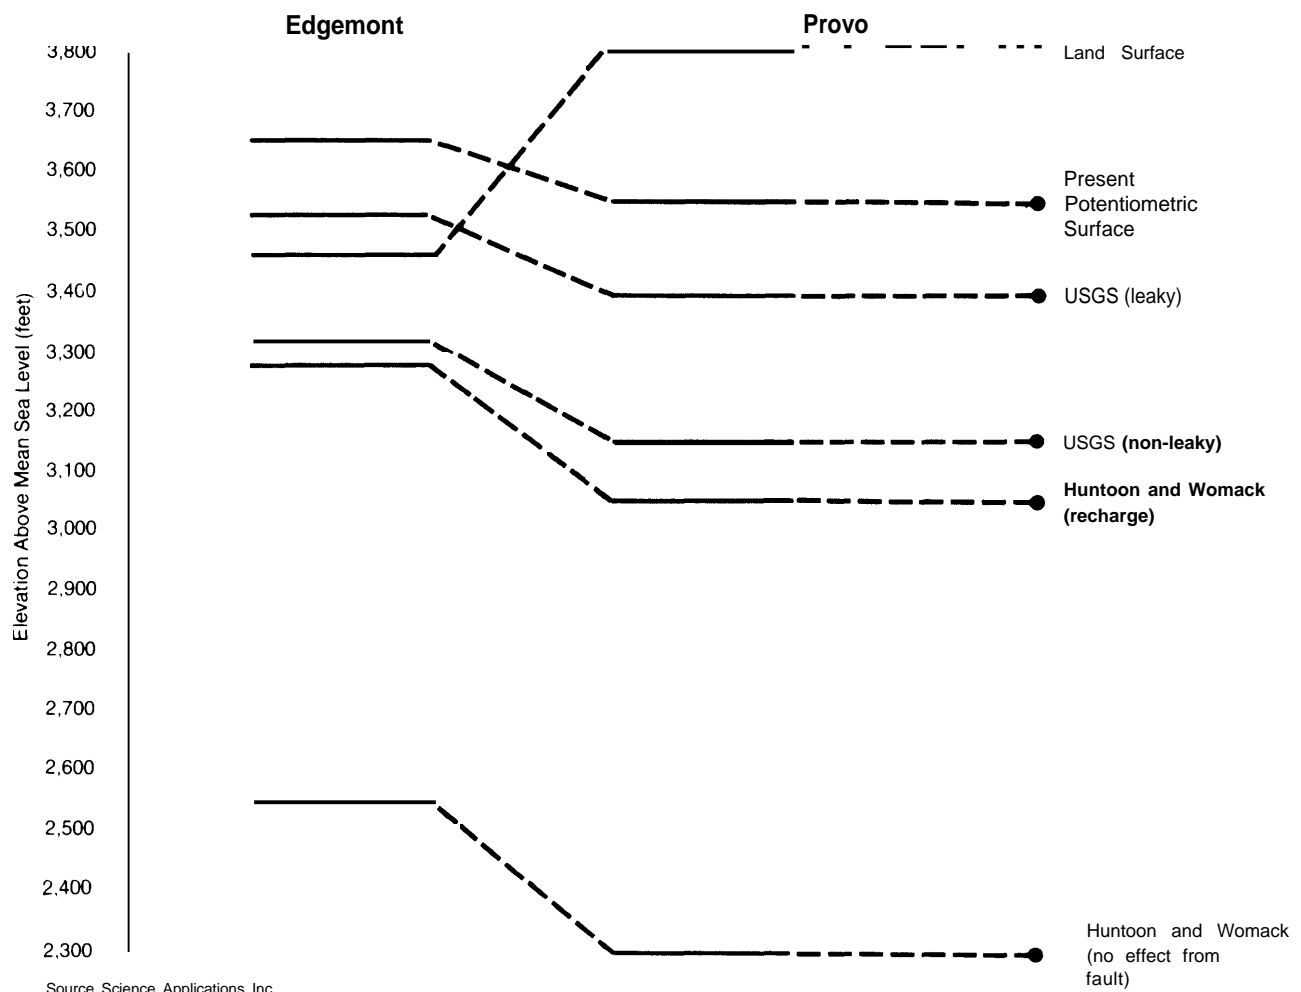 Edgemont
Provo
3,800
3,700
3,600
3,500
3,400
3,300
3,200
3,100
3,000
2,900
2,800
2,700
2,600
2,500
2,400
2,300
Elevation Above Mean Sea Level (feet)
Land Surface
Present
Potentiometric
Surface
USGS (leaky)
USGS (non-leaky)
Huntoon and Womack
(recharge)
Huntoon and Womack
(no effect from
fault)
Source Science Applications Inc